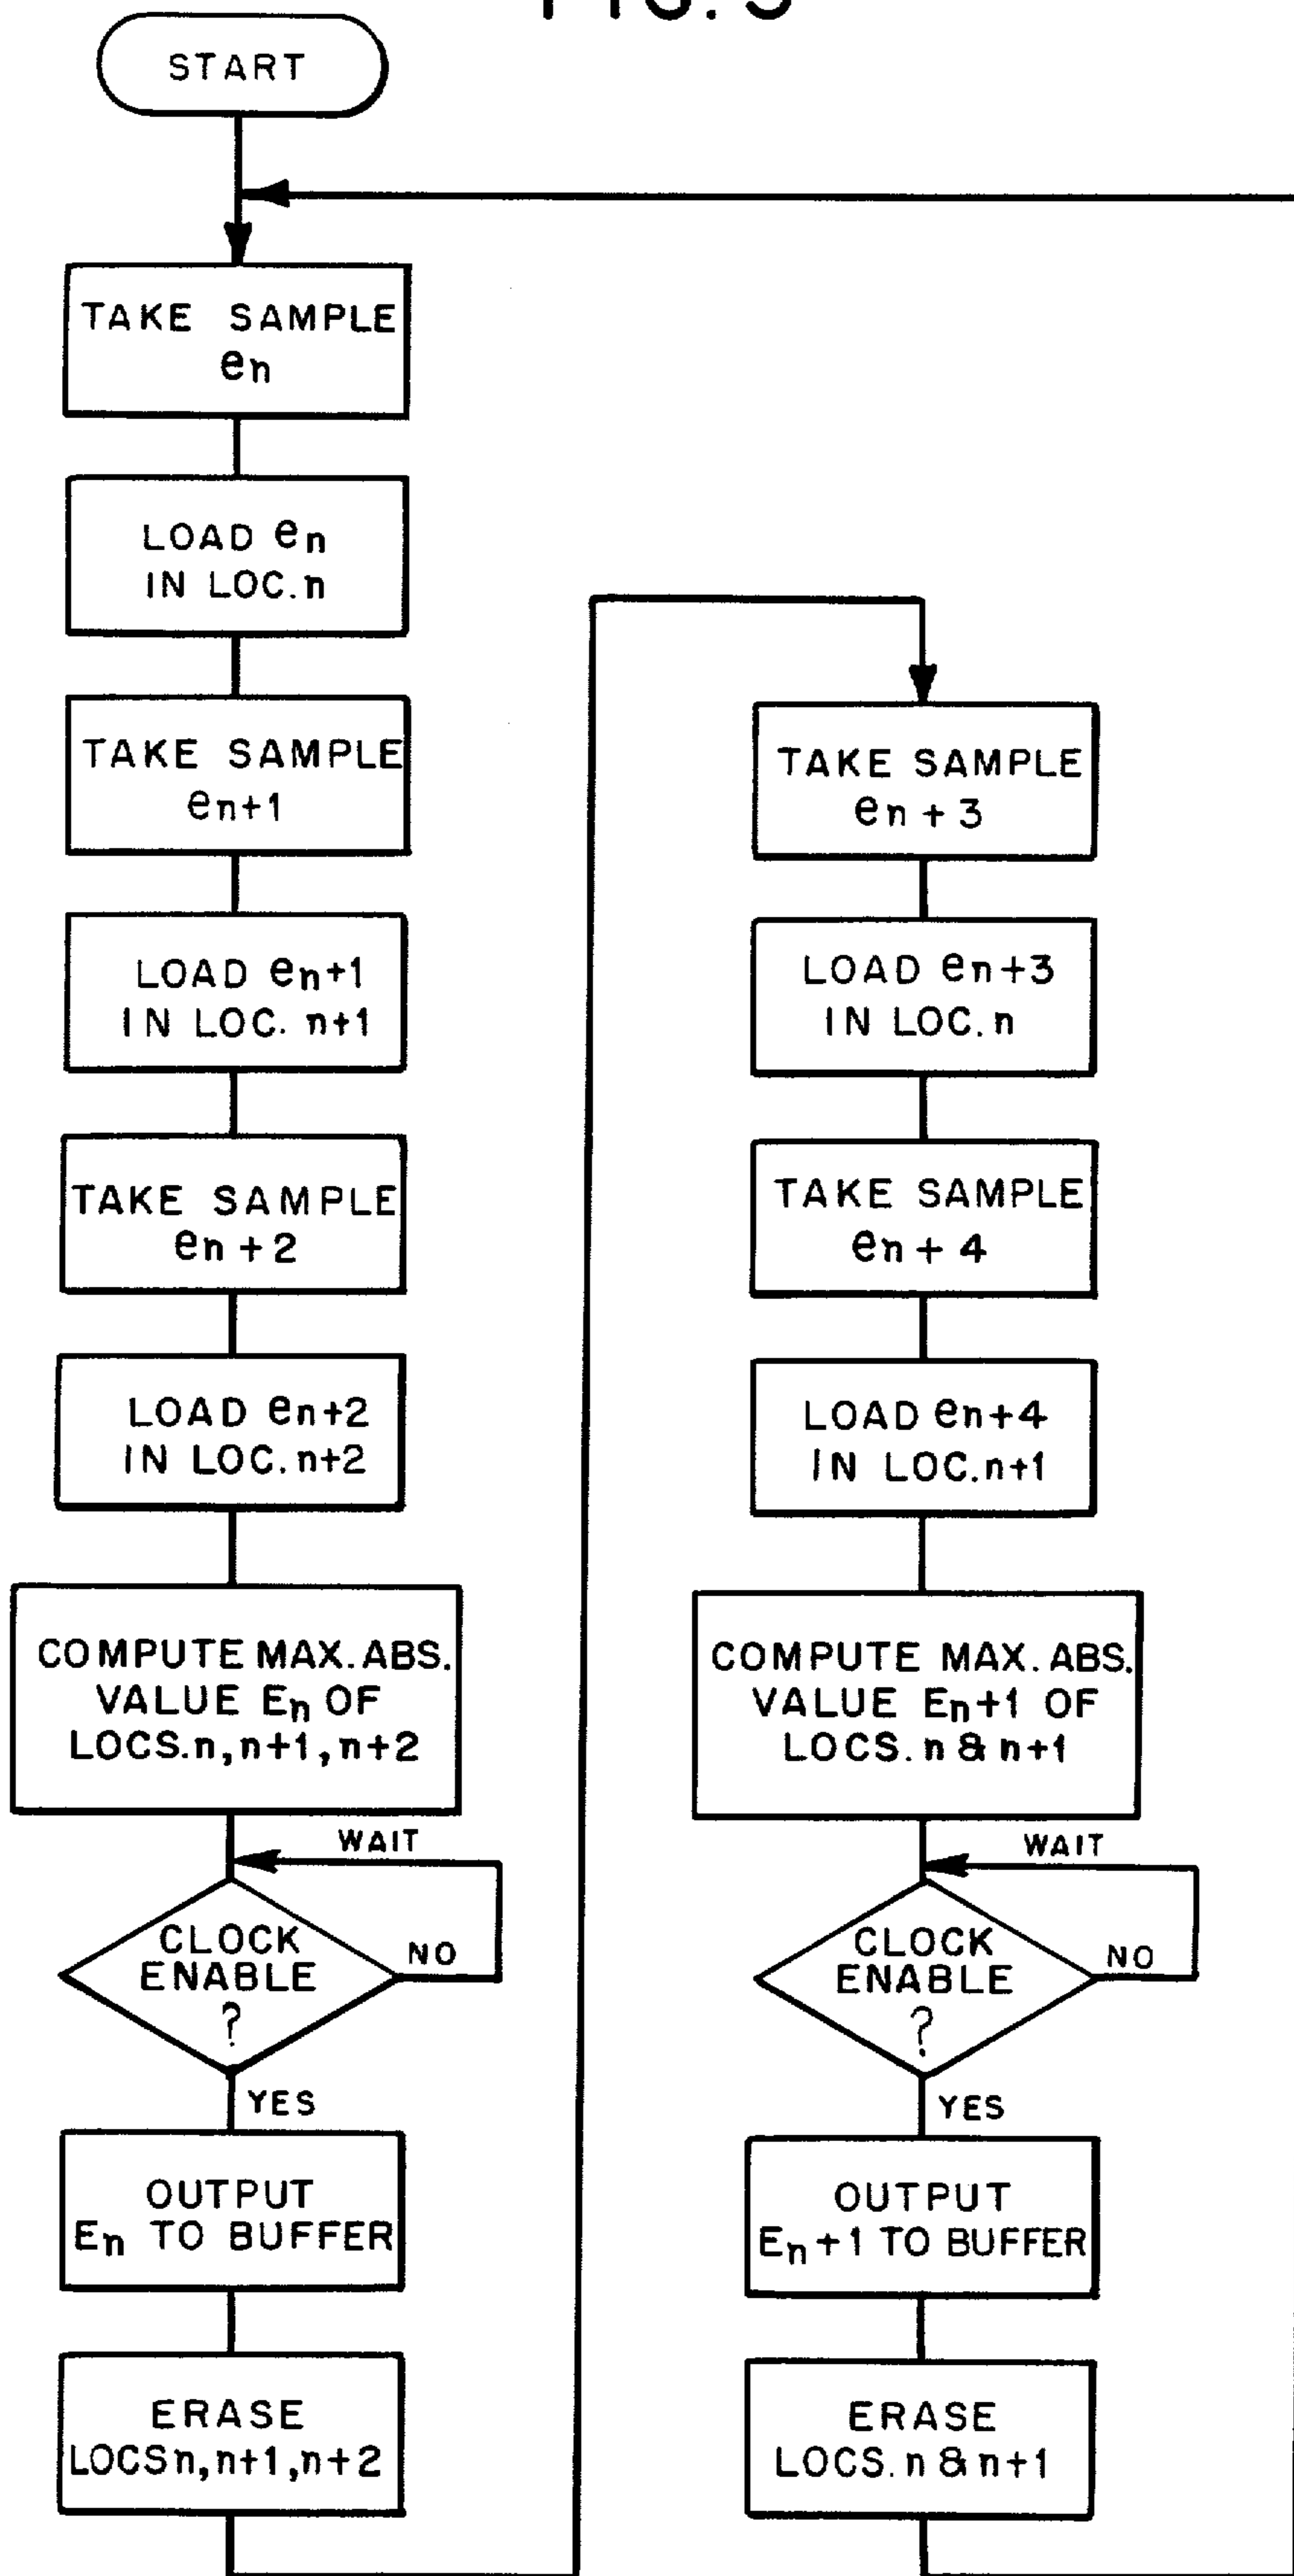 START
TAKE SAMPLE
en
LOAD en
IN LOC. n
TAKE SAMPLE
en+1
LOAD en+1
IN LOC. n+1
TAKE SAMPLE
en + 2
LOAD en+2
IN LOC. n+2
COMPUTE MAX. ABS.
VALUE En OF
LOCS. n, n+1, n+2
WAIT
CLOCK
ENABLE
?
NO
YES
OUTPUT
En TO BUFFER
ERASE
LOCS n, n+1, n+2
TAKE SAMPLE
en + 3
LOAD en+3
IN LOC. n
TAKE SAMPLE
en + 4
LOAD en+4
IN LOC. n+1
COMPUTE MAX. ABS.
VALUE En+1 OF
LOCS. n & n+1
WAIT
CLOCK
ENABLE
?
NO
YES
OUTPUT
En+1 TO BUFFER
ERASE
LOCS. n & n+1